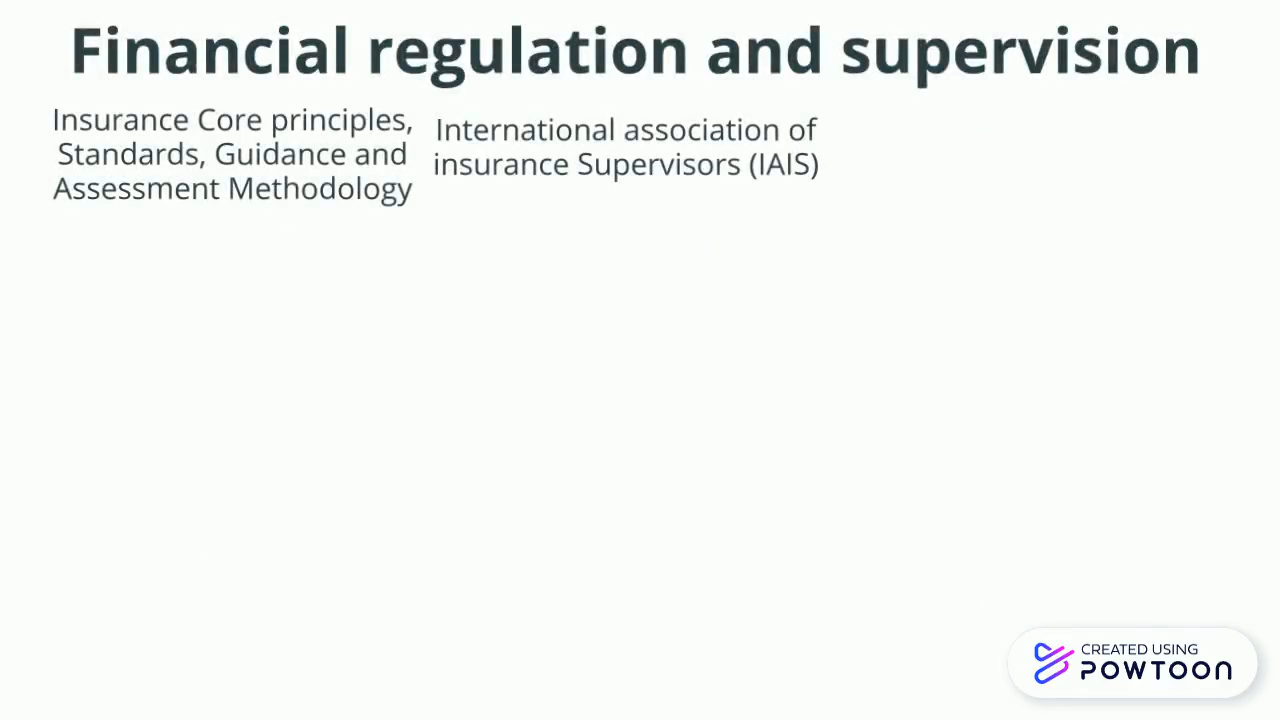 Financial regulation and supervision
Insurance Core principles,
Standards, Guidance and
Assessment Methodology
International association of
insurance Supervisors (IAIS)
CREATED USING
POWTOON